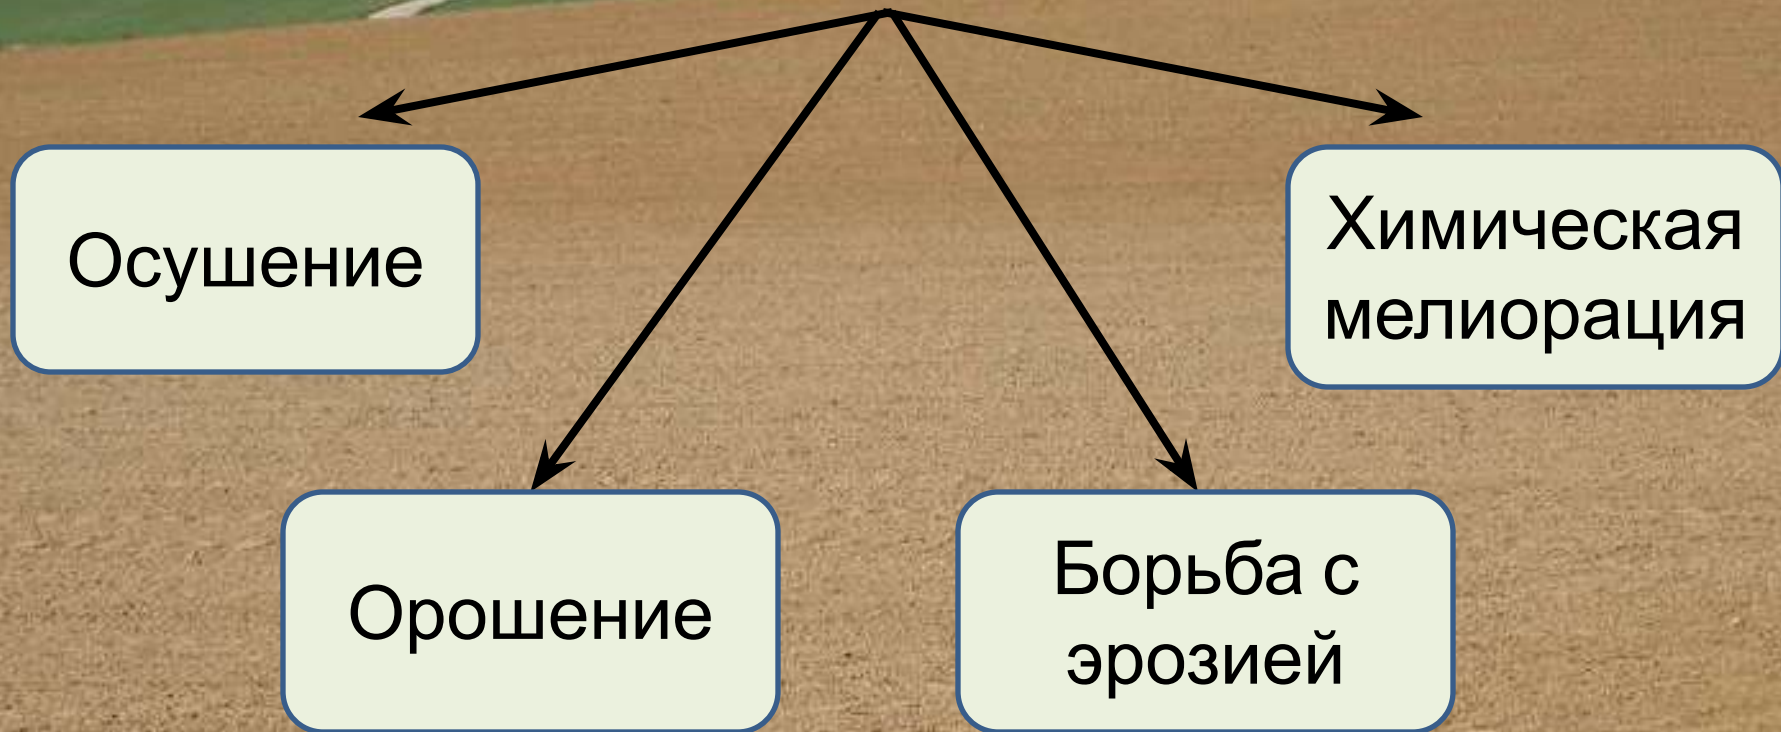 Осушение
Химическая
мелиорация
Орошение
Борьба с
эрозией